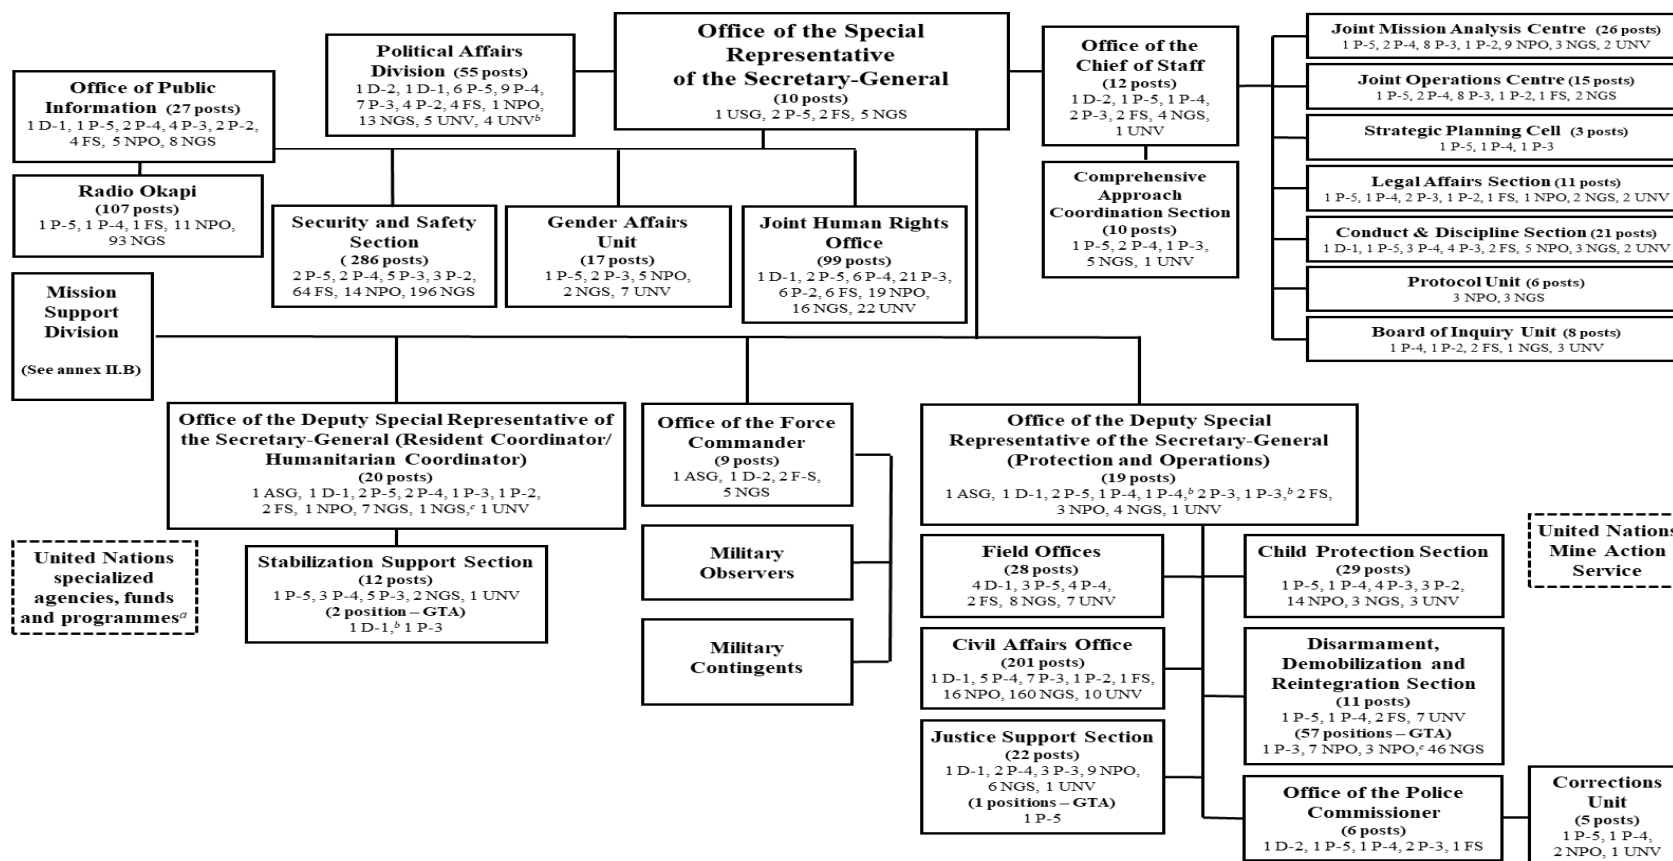 Office of the Special
Representative
of the Secretary-General
(10 posts)
1 USG, 2 P-5, 2 FS, 5 NGS
Political Affairs
Division (55 posts)
1 D-2, 1 D-1, 6 P-5, 9 P-4,
7 P-3, 4 P-2, 4 FS, 1 NPO,
13 NGS, 5 UNV, 4 UNVᵇ
Office of the
Chief of Staff
(12 posts)
1 D-2, 1 P-5, 1 P-4,
2 P-3, 2 FS, 4 NGS,
1 UNV
Joint Mission Analysis Centre (26 posts)
1 P-5, 2 P-4, 8 P-3, 1 P-2, 9 NPO, 3 NGS, 2 UNV
Joint Operations Centre (15 posts)
1 P-5, 2 P-4, 8 P-3, 1 P-2, 1 FS, 2 NGS
Strategic Planning Cell (3 posts)
1 P-5, 1 P-4, 1 P-3
Legal Affairs Section (11 posts)
1 P-5, 1 P-4, 2 P-3, 1 P-2, 1 FS, 1 NPO, 2 NGS, 2 UNV
Conduct & Discipline Section (21 posts)
1 D-1, 1 P-5, 3 P-4, 4 P-3, 2 FS, 5 NPO, 3 NGS, 2 UNV
Protocol Unit (6 posts)
3 NPO, 3 NGS
Board of Inquiry Unit (8 posts)
1 P-4, 1 P-2, 2 FS, 1 NGS, 3 UNV
Office of Public
Information (27 posts)
1 D-1, 1 P-5, 2 P-4, 4 P-3, 2 P-2,
4 FS, 5 NPO, 8 NGS
Radio Okapi
(107 posts)
1 P-5, 1 P-4, 1 FS, 11 NPO,
93 NGS
Security and Safety
Section
( 286 posts)
2 P-5, 2 P-4, 5 P-3, 3 P-2,
64 FS, 14 NPO, 196 NGS
Gender Affairs
Unit
(17 posts)
1 P-5, 2 P-3, 5 NPO,
2 NGS, 7 UNV
Joint Human Rights
Office
(99 posts)
1 D-1, 2 P-5, 6 P-4, 21 P-3,
6 P-2, 6 FS, 19 NPO,
16 NGS, 22 UNV
Comprehensive
Approach
Coordination Section
(10 posts)
1 P-5, 2 P-4, 1 P-3,
5 NGS, 1 UNV
Mission
Support
Division
(See annex II.B)
Office of the Deputy Special Representative of
the Secretary-General (Resident Coordinator/
Humanitarian Coordinator)
(20 posts)
1 ASG, 1 D-1, 2 P-5, 2 P-4, 1 P-3, 1 P-2,
2 FS, 1 NPO, 7 NGS, 1 NGS,ᵉ 1 UNV
Office of the Force
Commander
(9 posts)
1 ASG, 1 D-2, 2 F-S,
5 NGS
Office of the Deputy Special
Representative of the Secretary-General
(Protection and Operations)
(19 posts)
1 ASG, 1 D-1, 2 P-5, 1 P-4, 1 P-4,ᵇ 2 P-3, 1 P-3,ᵇ 2 FS,
3 NPO, 4 NGS, 1 UNV
United Nations
specialized
agencies, funds
and programmesᵃ
Stabilization Support Section
(12 posts)
1 P-5, 3 P-4, 5 P-3, 2 NGS, 1 UNV
(2 position – GTA)
1 D-1,ᵇ 1 P-3
Military
Observers
Military
Contingents
Field Offices
(28 posts)
4 D-1, 3 P-5, 4 P-4,
2 FS, 8 NGS, 7 UNV
Child Protection Section
(29 posts)
1 P-5, 1 P-4, 4 P-3, 3 P-2,
14 NPO, 3 NGS, 3 UNV
United Nations
Mine Action
Service
Civil Affairs Office
(201 posts)
1 D-1, 5 P-4, 7 P-3, 1 P-2, 1 FS,
16 NPO, 160 NGS, 10 UNV
Disarmament,
Demobilization and
Reintegration Section
(11 posts)
1 P-5, 1 P-4, 2 FS, 7 UNV
(57 positions – GTA)
1 P-3, 7 NPO, 3 NPO,ᵉ 46 NGS
Justice Support Section
(22 posts)
1 D-1, 2 P-4, 3 P-3, 9 NPO,
6 NGS, 1 UNV
(1 positions – GTA)
1 P-5
Office of the Police
Commissioner
(6 posts)
1 D-2, 1 P-5, 1 P-4, 2 P-3, 1 FS
Corrections
Unit
(5 posts)
1 P-5, 1 P-4,
2 NPO, 1 UNV